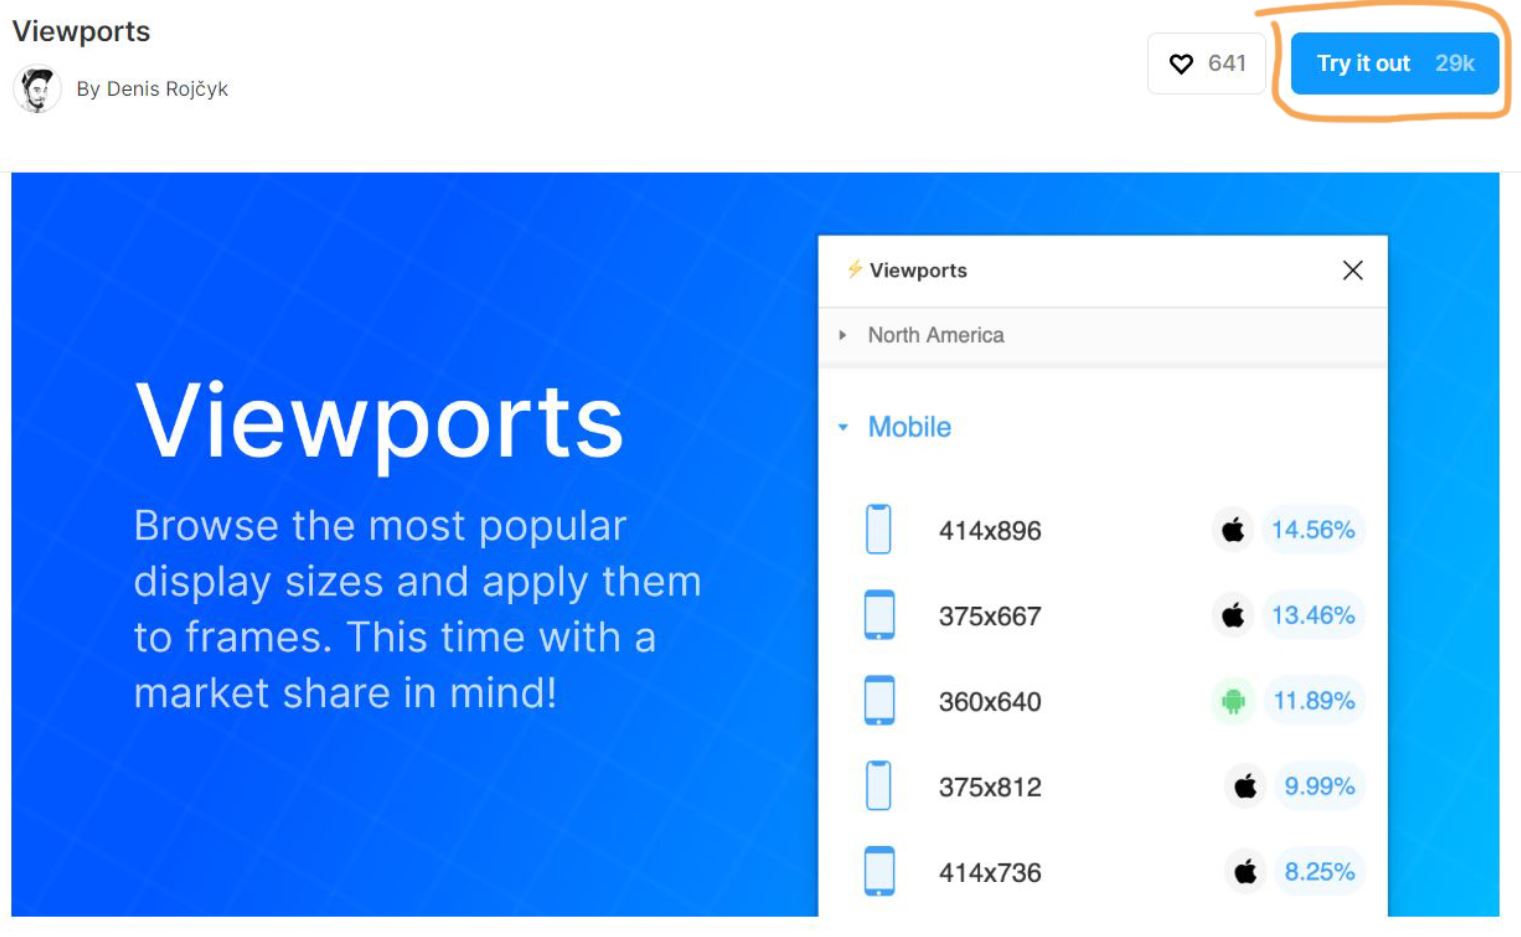 Viewports
By Denis Rojčyk
641
Try it out 29k
Viewports
Browse the most popular
display sizes and apply them
to frames. This time with a
market share in mind!
Viewports
North America
Mobile
414x896 14.56%
375x667 13.46%
360x640 11.89%
375x812 9.99%
414x736 8.25%